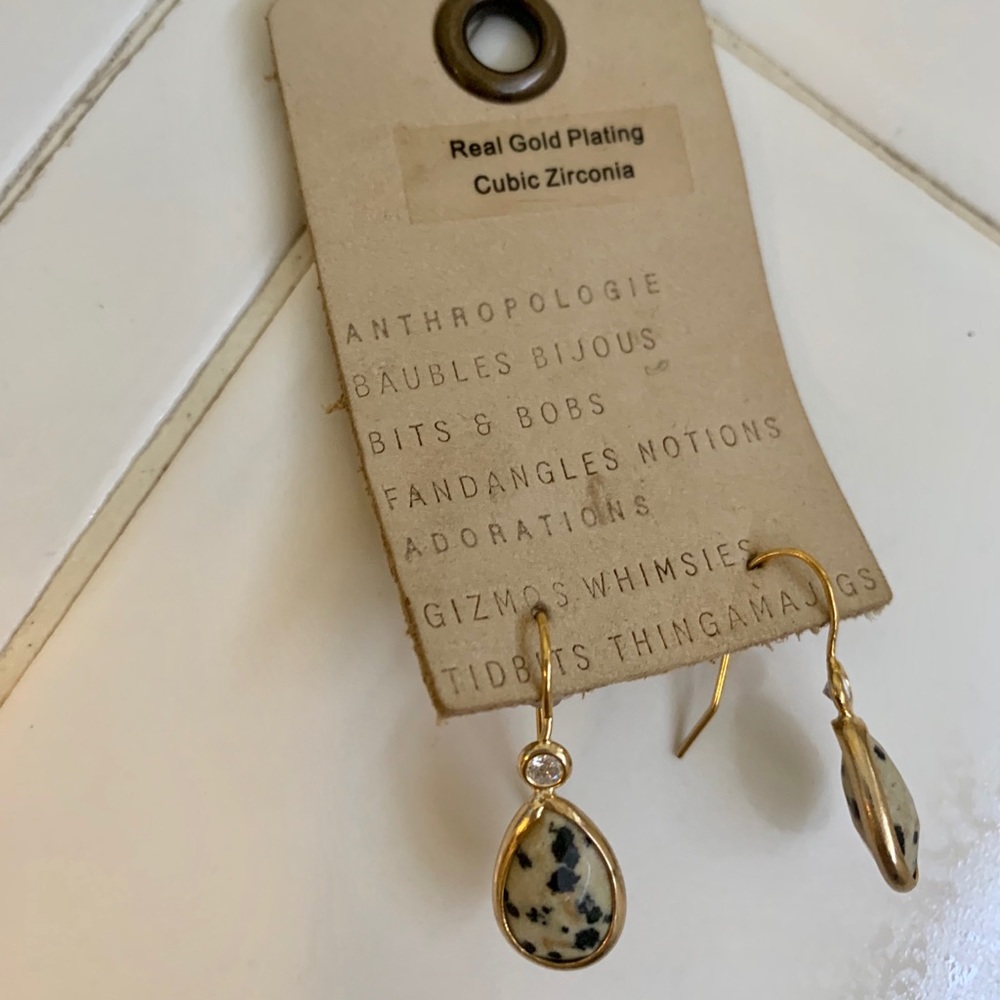 Real Gold Plating
Cubic Zirconia
ANTHROPOLOGIE
BAUBLES BIJOUS
BITS & BOBS
FANDANGLES NOTIONS
ADORATIONS
GIZMOS WHIMSIES
TIDBITS THINGAMAJIGS